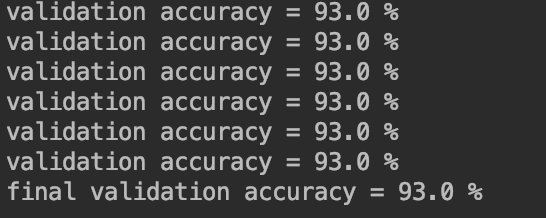 validation accuracy = 93.0 %
validation accuracy = 93.0 %
validation accuracy = 93.0 %
validation accuracy = 93.0 %
validation accuracy = 93.0 %
validation accuracy = 93.0 %
final validation accuracy = 93.0 %